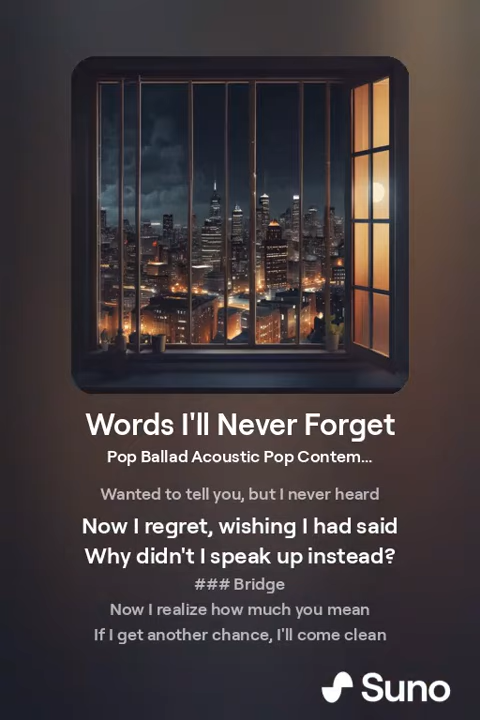 Words I'll Never Forget
Pop Ballad Acoustic Pop Contem...
Wanted to tell you, but I never heard
Now I regret, wishing I had said
Why didn't I speak up instead?
### Bridge
Now I realize how much you mean
If I get another chance, I'll come clean
Suno